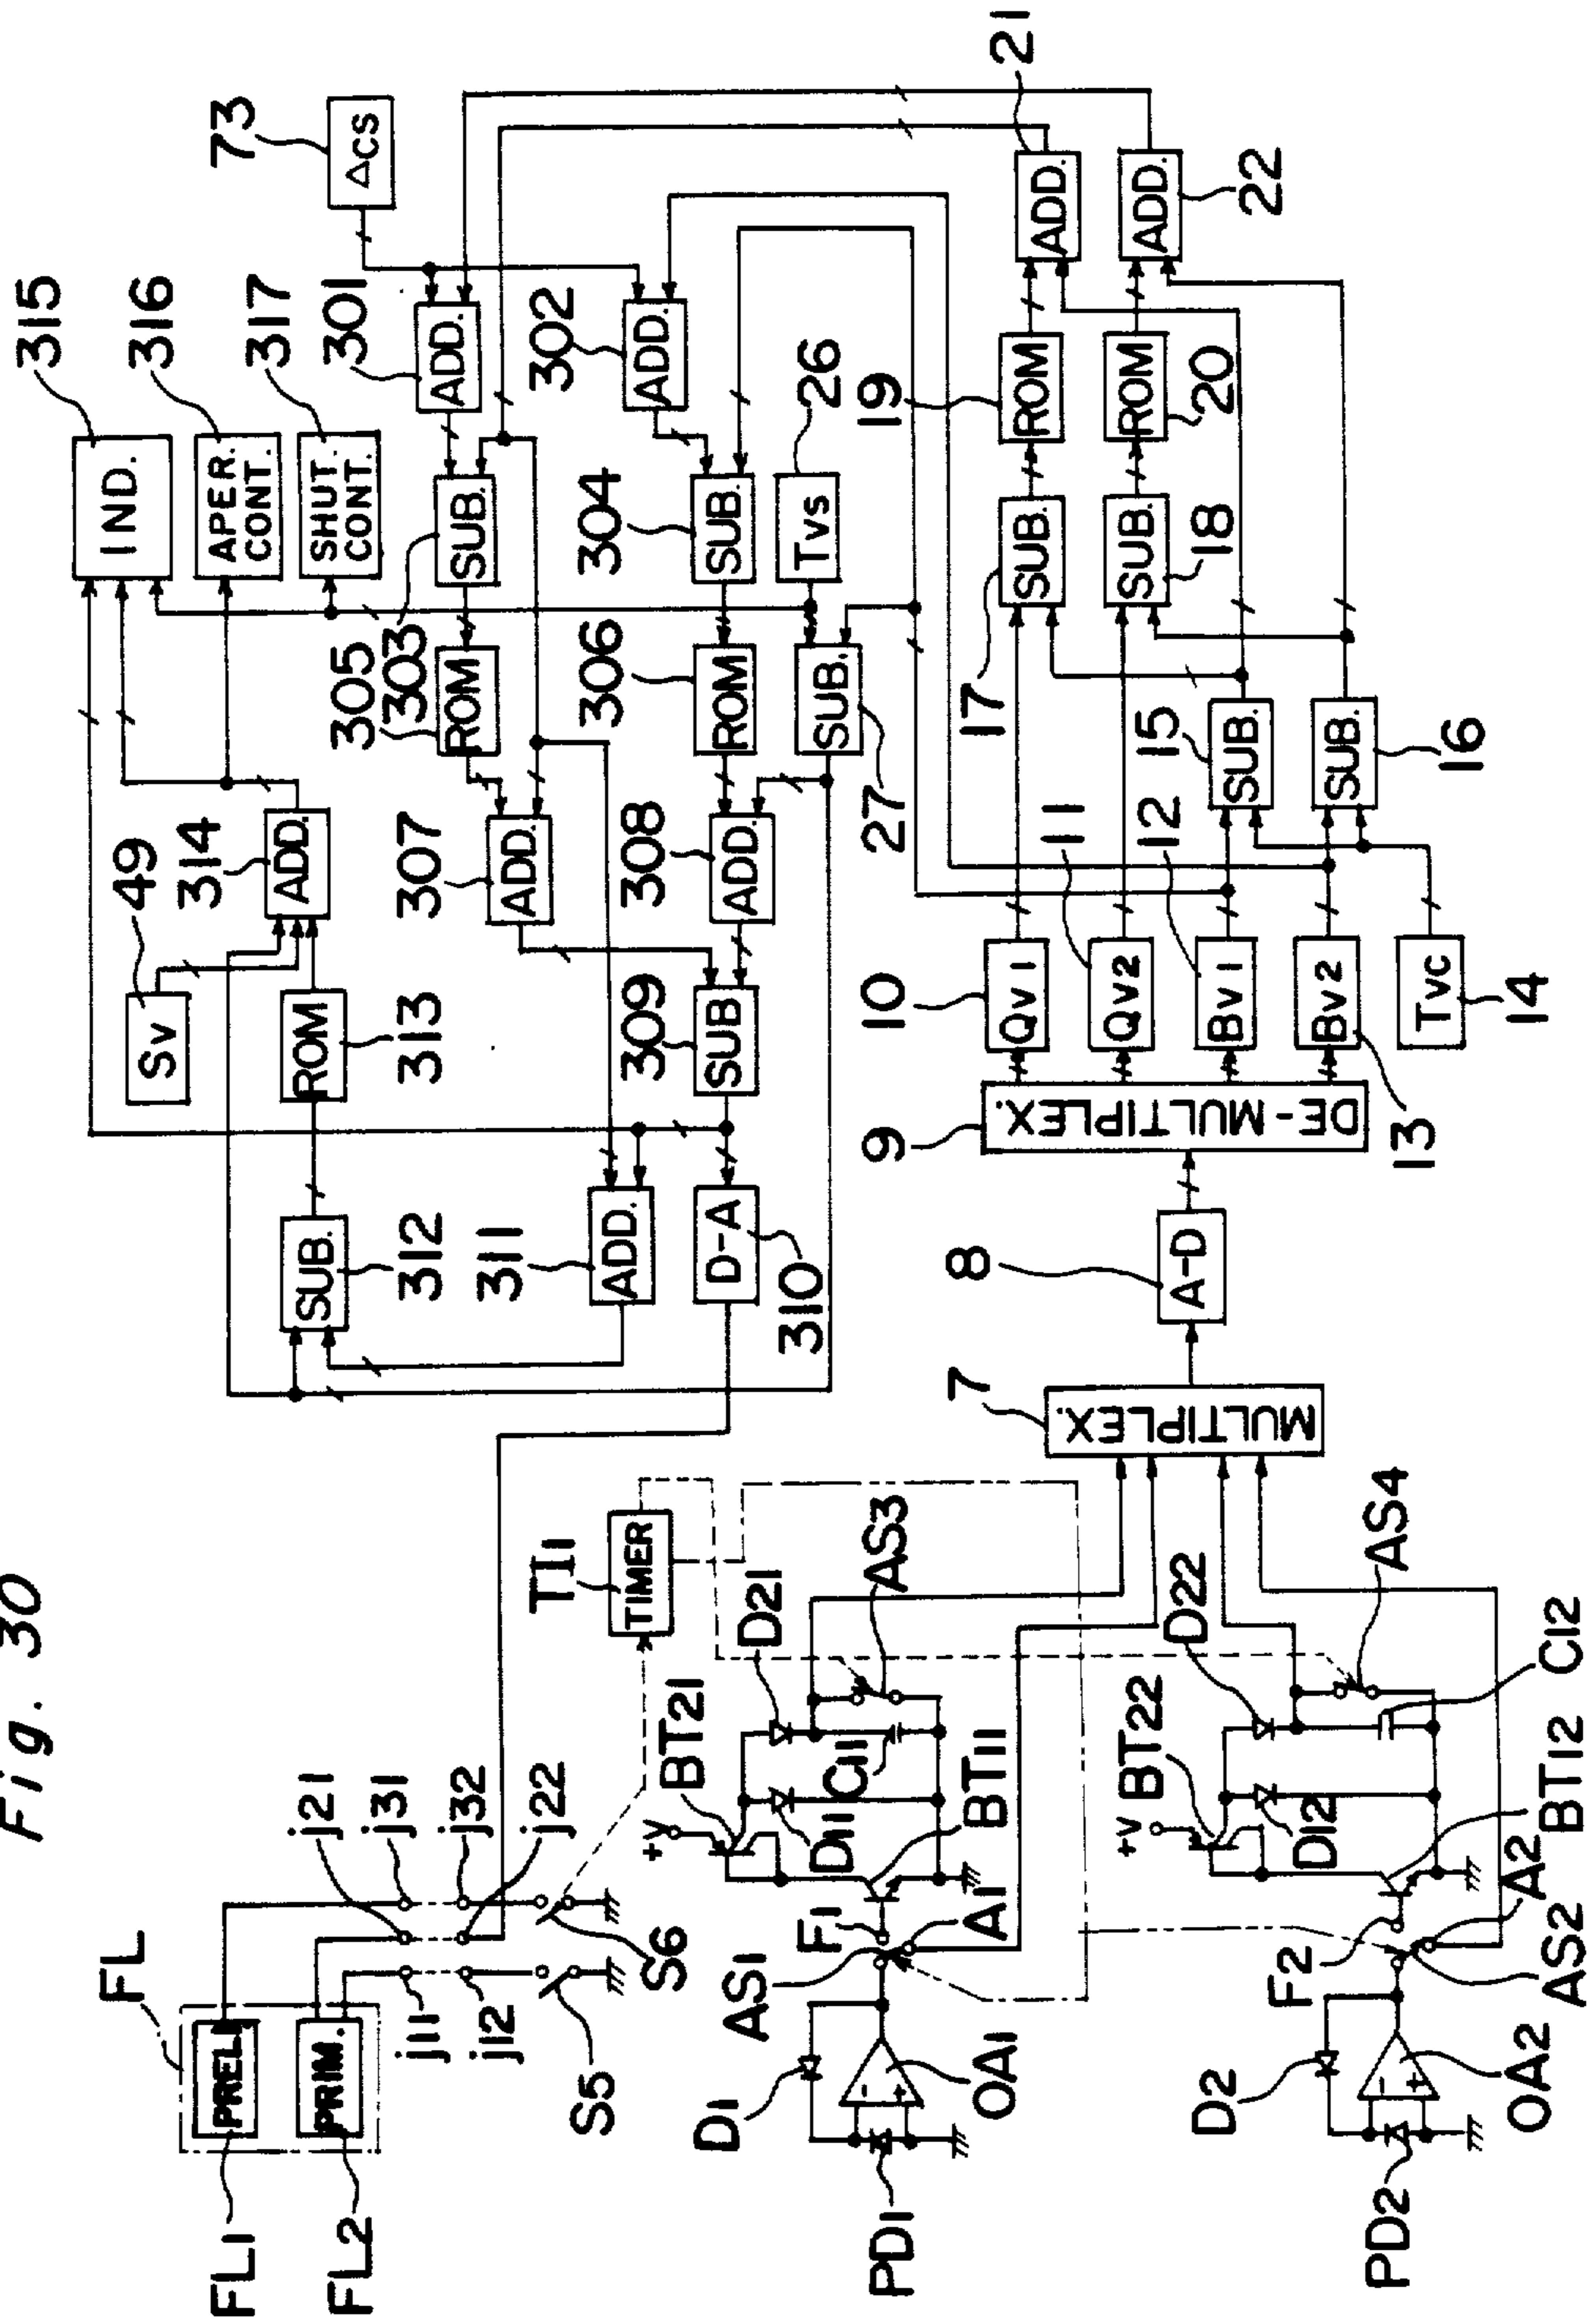 Fig. 30
FL
FL1
PREL.
FL2
PRIM.
j11
j12
j21
j31
j32
j22
S5
S6
TI1
TIMER
315
IND.
316
APER.
CONT.
317
SHUT.
CONT.
73
△CS
301
ADD.
302
ADD.
303
SUB.
304
SUB.
26
Tvs
305
ROM
306
ROM
27
SUB.
49
Sv
314
ADD.
307
ADD.
308
ADD.
313
ROM
309
SUB
312
SUB.
311
ADD.
310
D-A
21
ADD.
22
ADD.
19
ROM
20
ROM
17
SUB.
18
SUB.
15
SUB.
16
SUB.
10
Qv1
11
Qv2
12
Bv1
13
Bv2
14
Tvc
9
DE-MULTIPLEX.
8
A-D
7
MULTIPLEX.
AS3
D21
BT21
+V
C11
D11
BT11
F1
A1
AS1
D1
OA1
PD1
-
+
AS4
D22
C12
BT22
+V
D12
BT12
F2
A2
AS2
D2
OA2
PD2
-
+